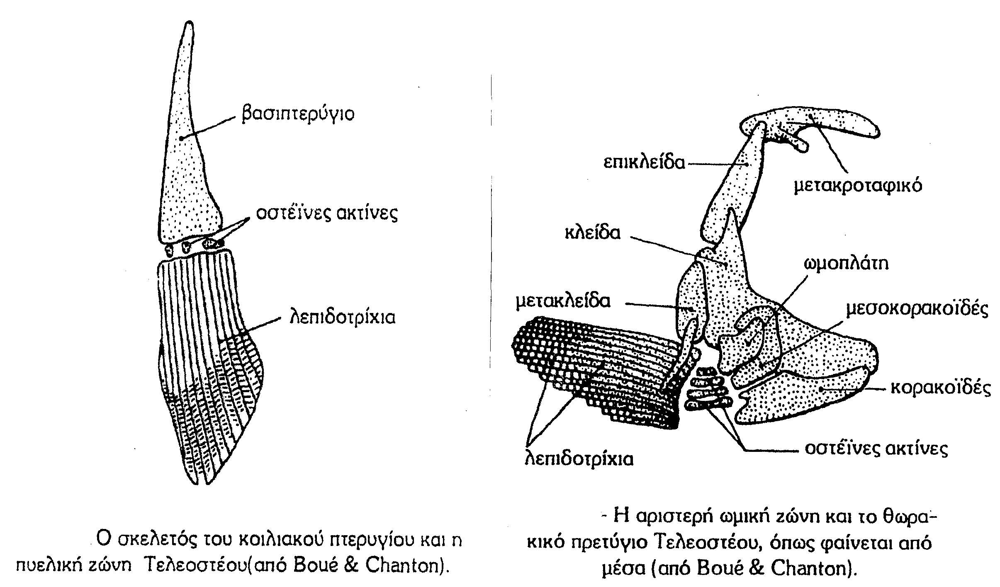 βασιπτερύγιο
οστέϊνες ακτίνες
λεπιδοτρίχια
Ο σκελετός του κοιλιακού πτερυγίου και η
πυελική ζώνη Τελεοστέου(από Boué & Chanton).
επικλείδα
μετακροταφικό
κλείδα
ωμοπλάτη
μετακλείδα
μεσοκορακοϊδές
κορακοϊδές
οστέϊνες ακτίνες
λεπιδοτρίχια
- Η αριστερή ωμική ζώνη και το θωρα-
κικό πρετύγιο Τελεοστέου, όπως φαίνεται από
μέσα (από Boué & Chanton).